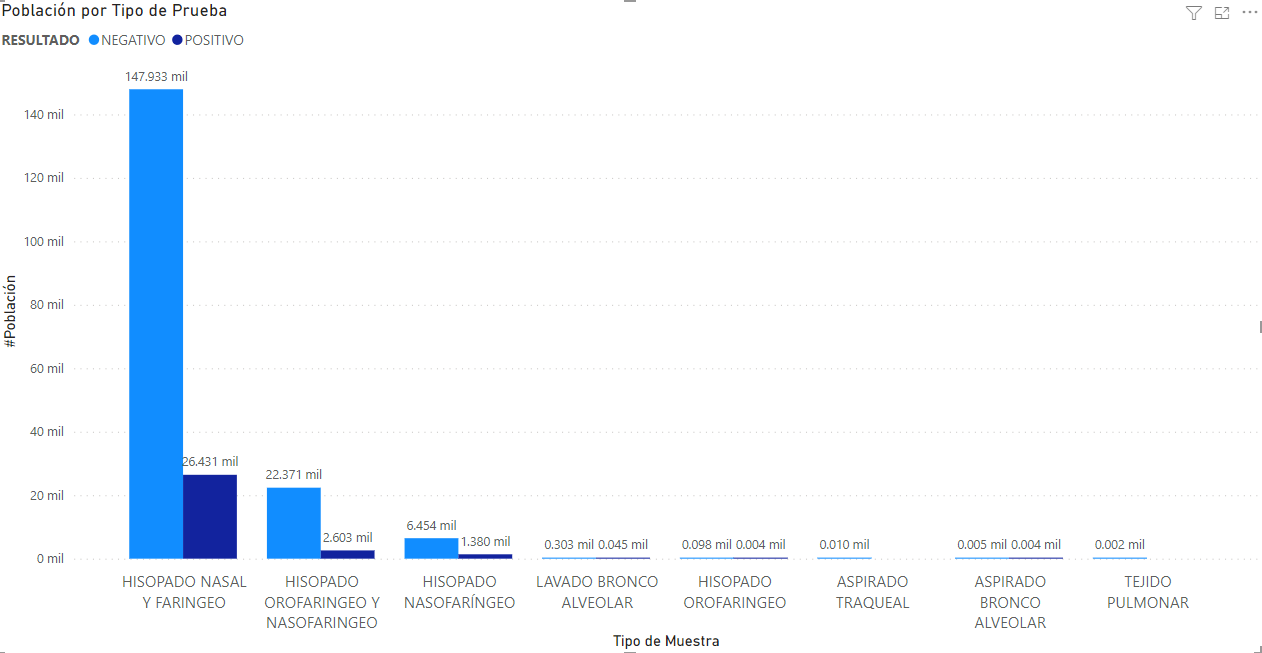 Población por Tipo de Prueba
RESULTADO NEGATIVO POSITIVO
#Población
147.933 mil
140 mil
120 mil
100 mil
80 mil
60 mil
40 mil
20 mil
0 mil
26.431 mil
22.371 mil
2.603 mil
6.454 mil
1.380 mil
0.303 mil 0.045 mil
0.098 mil 0.004 mil
0.010 mil
0.005 mil 0.004 mil
0.002 mil
HISOPADO NASAL
Y FARINGEO
HISOPADO
OROFARINGEO Y
NASOFARINGEO
HISOPADO
NASOFARÍNGEO
LAVADO BRONCO
ALVEOLAR
HISOPADO
OROFARINGEO
ASPIRADO
TRAQUEAL
ASPIRADO
BRONCO
ALVEOLAR
TEJIDO
PULMONAR
Tipo de Muestra